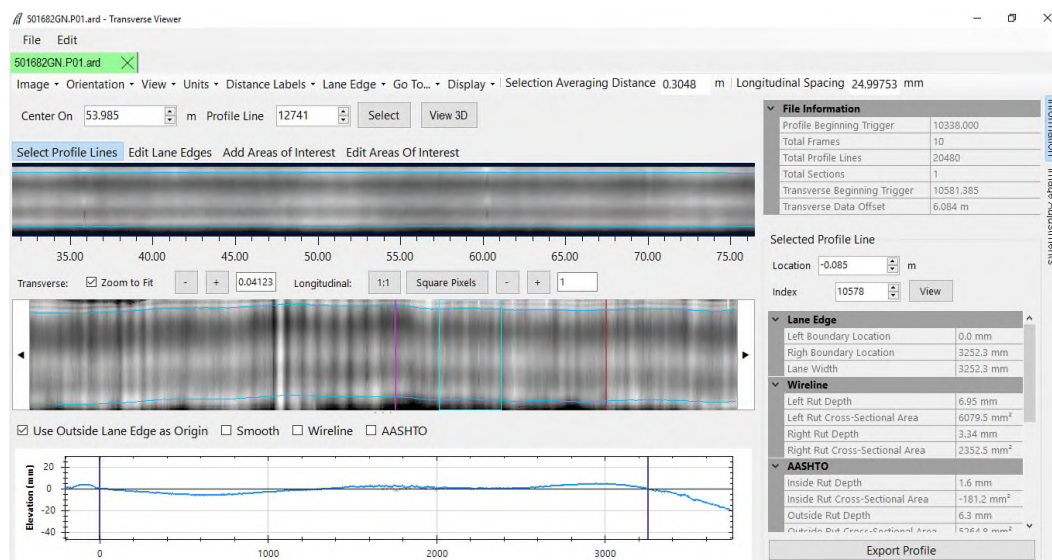 501682GN.P01.ard - Transverse Viewer
File Edit
501682GN.P01.ard
Image Orientation View Units Distance Labels Lane Edge Go To... Display Selection Averaging Distance 0.3048 m Longitudinal Spacing 24.99753 mm
Center On 53.985 m Profile Line 12741 Select View 3D
Select Profile Lines Edit Lane Edges Add Areas of Interest Edit Areas Of Interest
35.00 40.00 45.00 50.00 55.00 60.00 65.00 70.00 75.00
Transverse: Zoom to Fit - + 0.04123 Longitudinal: 1:1 Square Pixels - + 1
Use Outside Lane Edge as Origin Smooth Wireline AASHTO
Elevation (mm)
20
0
-20
-40
0 1000 2000 3000
File Information
Profile Beginning Trigger 10338.000
Total Frames 10
Total Profile Lines 20480
Total Sections 1
Transverse Beginning Trigger 10581.385
Transverse Data Offset 6.084 m
Selected Profile Line
Location -0.085 m
Index 10578 View
Lane Edge
Left Boundary Location 0.0 mm
Righ Boundary Location 3252.3 mm
Lane Width 3252.3 mm
Wireline
Left Rut Depth 6.95 mm
Left Rut Cross-Sectional Area 6079.5 mm²
Right Rut Depth 3.34 mm
Right Rut Cross-Sectional Area 2352.5 mm²
AASHTO
Inside Rut Depth 1.6 mm
Inside Rut Cross-Sectional Area -181.2 mm²
Outside Rut Depth 6.3 mm
Outside Rut Cross-Sectional Area 5264.8 mm²
Export Profile
Information
Image Adjustments